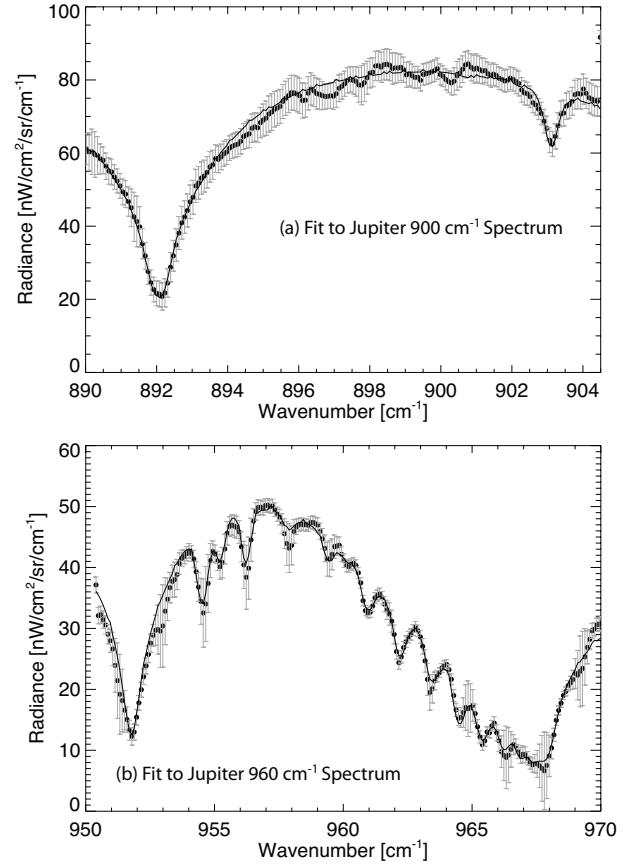 100
80
60
40
20
0
Radiance [nW/cm²/sr/cm⁻¹]
(a) Fit to Jupiter 900 cm⁻¹ Spectrum
890 892 894 896 898 900 902 904
Wavenumber [cm⁻¹]
60
50
40
30
20
10
0
Radiance [nW/cm²/sr/cm⁻¹]
(b) Fit to Jupiter 960 cm⁻¹ Spectrum
950 955 960 965 970
Wavenumber [cm⁻¹]